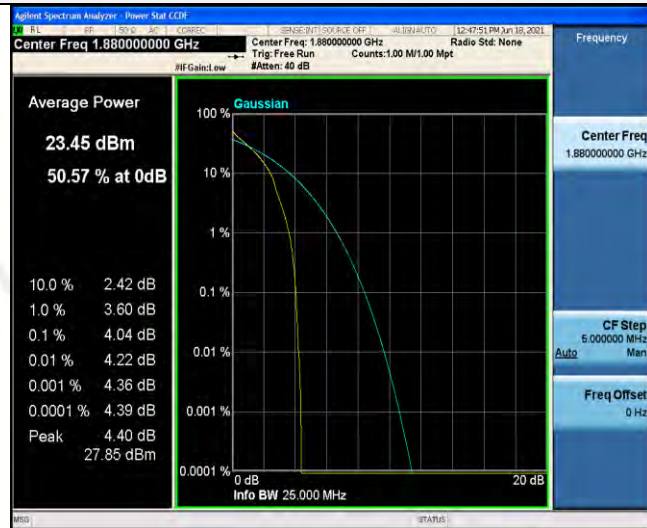 Agilent Spectrum Analyzer - Power Stat CCDF
RL RF 50 Ω AC CORREC SENSE:INT SOURCE OFF ALIGN AUTO 12:47:51 PM Jun 18, 2021
Center Freq 1.880000000 GHz
Center Freq: 1.880000000 GHz Radio Std: None
Trig: Free Run Counts:1.00 M/1.00 Mpt
#IFGain:Low #Atten: 40 dB
Frequency
Average Power
23.45 dBm
50.57 % at 0dB
10.0 % 2.42 dB
1.0 % 3.60 dB
0.1 % 4.04 dB
0.01 % 4.22 dB
0.001 % 4.36 dB
0.0001 % 4.39 dB
Peak 4.40 dB
27.85 dBm
Gaussian
100 %
10 %
1 %
0.1 %
0.01 %
0.001 %
0.0001 %
0 dB 20 dB
Info BW 25.000 MHz
Center Freq
1.880000000 GHz
CF Step
5.000000 MHz
Auto Man
Freq Offset
0 Hz
MSG STATUS